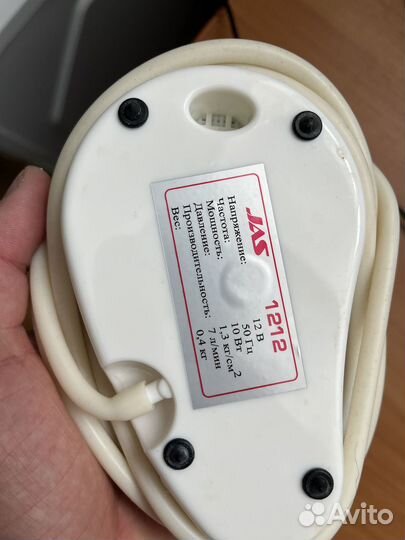 JAS 1212
Напряжение: 12 В
Частота: 50 Гц
Мощность: 10 Вт
Давление: 1,3 кг/см²
Производительность: 7 л/мин
Вес: 0,4 кг
Avito